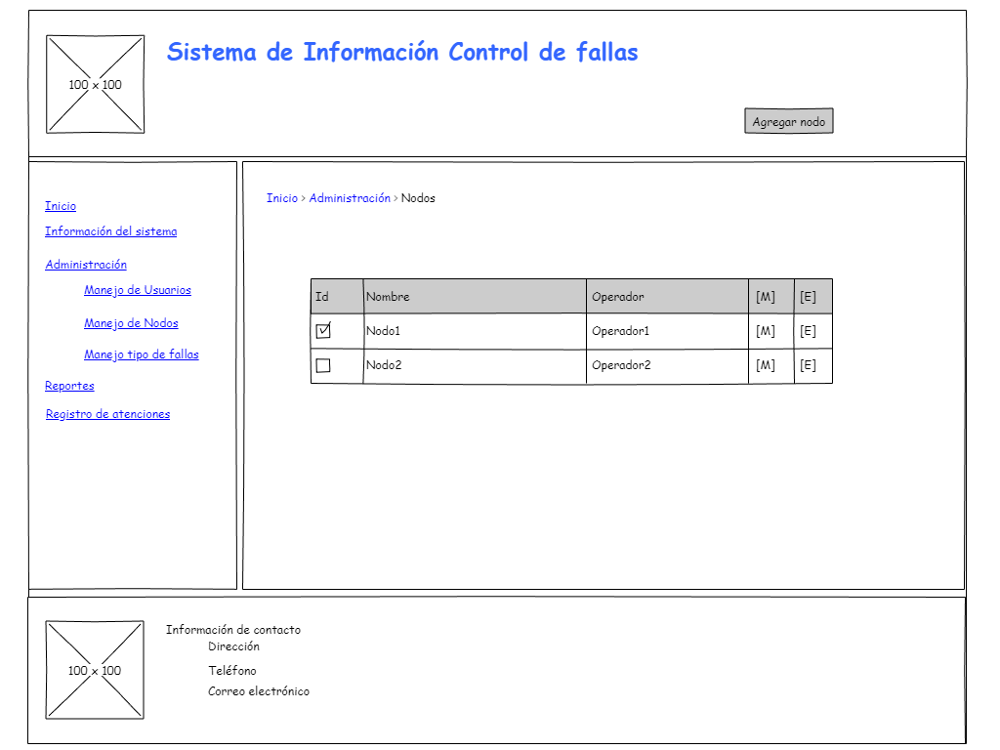 100 x 100
Sistema de Información Control de fallas
Agregar nodo
Inicio
Información del sistema
Administración
Manejo de Usuarios
Manejo de Nodos
Manejo tipo de fallas
Reportes
Registro de atenciones
Inicio > Administración > Nodos
Id Nombre Operador [M] [E]
Nodo1 Operador1 [M] [E]
Nodo2 Operador2 [M] [E]
100 x 100
Información de contacto
Dirección
Teléfono
Correo electrónico